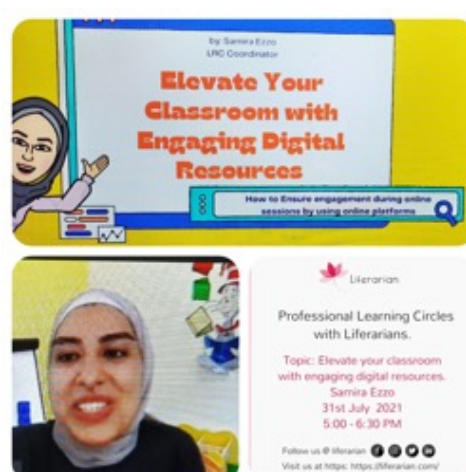 by: Samira Ezzo
LRC Coordinator
Elevate Your
Classroom with
Engaging Digital
Resources
How to Ensure engagement during online
sessions by using online platforms
Liferarian
Professional Learning Circles
with Liferarians.
Topic: Elevate your classroom
with engaging digital resources.
Samira Ezzo
31st July 2021
5:00 - 6:30 PM
Follow us @ liferarian
Visit us at https: https://liferarian.com/